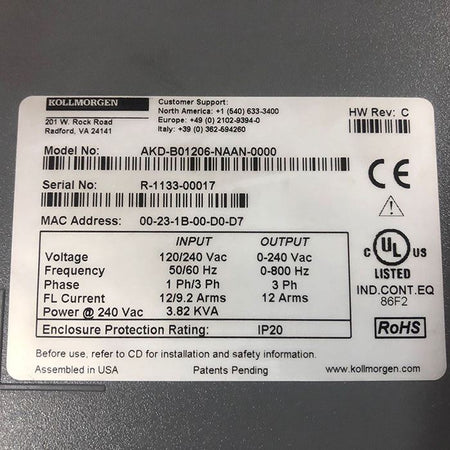 KOLLMORGEN
201 W. Rock Road
Radford, VA 24141
Customer Support:
North America: +1 (540) 633-3400
Europe: +49 (0) 2102-9394-0
Italy: +39 (0) 362-594260
HW Rev: C
Model No: AKD-B01206-NAAN-0000
Serial No: R-1133-00017
MAC Address: 00-23-1B-00-D0-D7
CE
INPUT OUTPUT
Voltage 120/240 Vac 0-240 Vac
Frequency 50/60 Hz 0-800 Hz
Phase 1 Ph/3 Ph 3 Ph
FL Current 12/9.2 Arms 12 Arms
Power @ 240 Vac 3.82 KVA
Enclosure Protection Rating: IP20
C UL US
LISTED
IND.CONT.EQ
86F2
RoHS
Before use, refer to CD for installation and safety information.
Assembled in USA Patents Pending www.kollmorgen.com